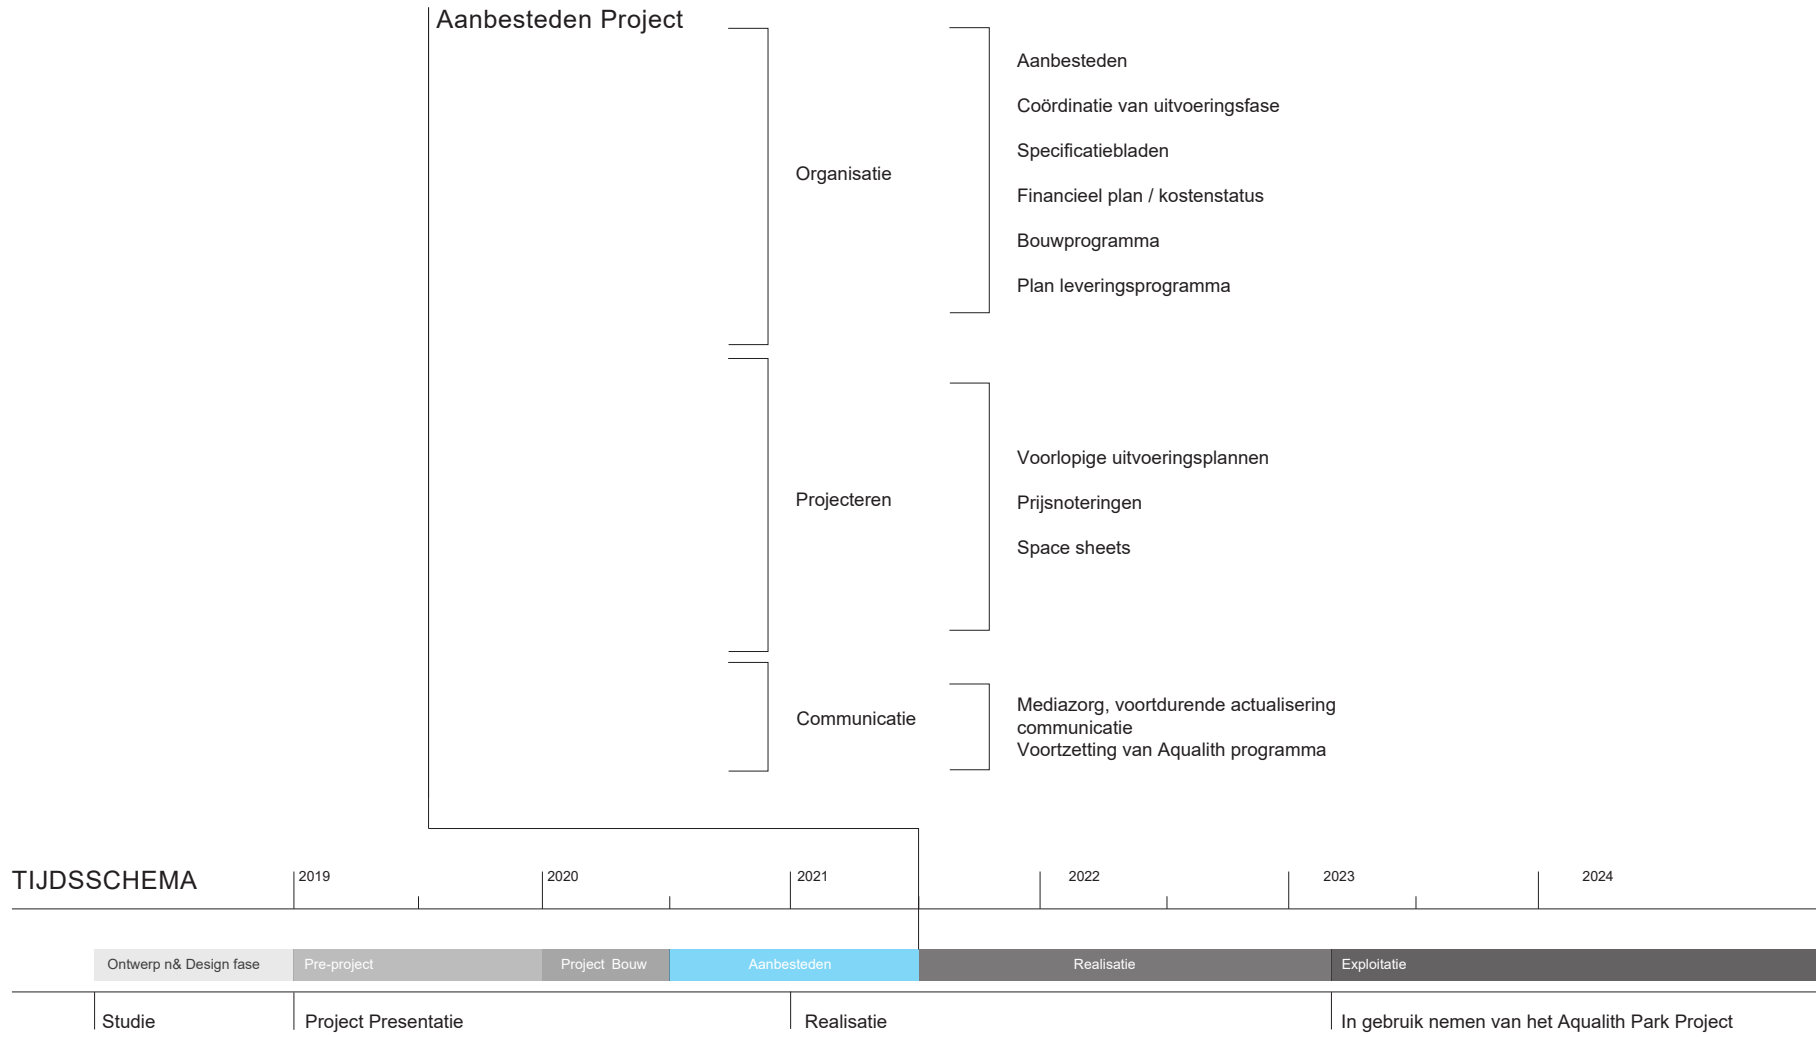 Aanbesteden Project
Organisatie
Aanbesteden
Coördinatie van uitvoeringsfase
Specificatiebladen
Financieel plan / kostenstatus
Bouwprogramma
Plan leveringsprogramma
Projecteren
Voorlopige uitvoeringsplannen
Prijsnoteringen
Space sheets
Communicatie
Mediazorg, voortdurende actualisering
communicatie
Voortzetting van Aqualith programma
TIJDSSCHEMA
2019
2020
2021
2022
2023
2024
Ontwerp n& Design fase
Pre-project
Project Bouw
Aanbesteden
Realisatie
Exploitatie
Studie
Project Presentatie
Realisatie
In gebruik nemen van het Aqualith Park Project